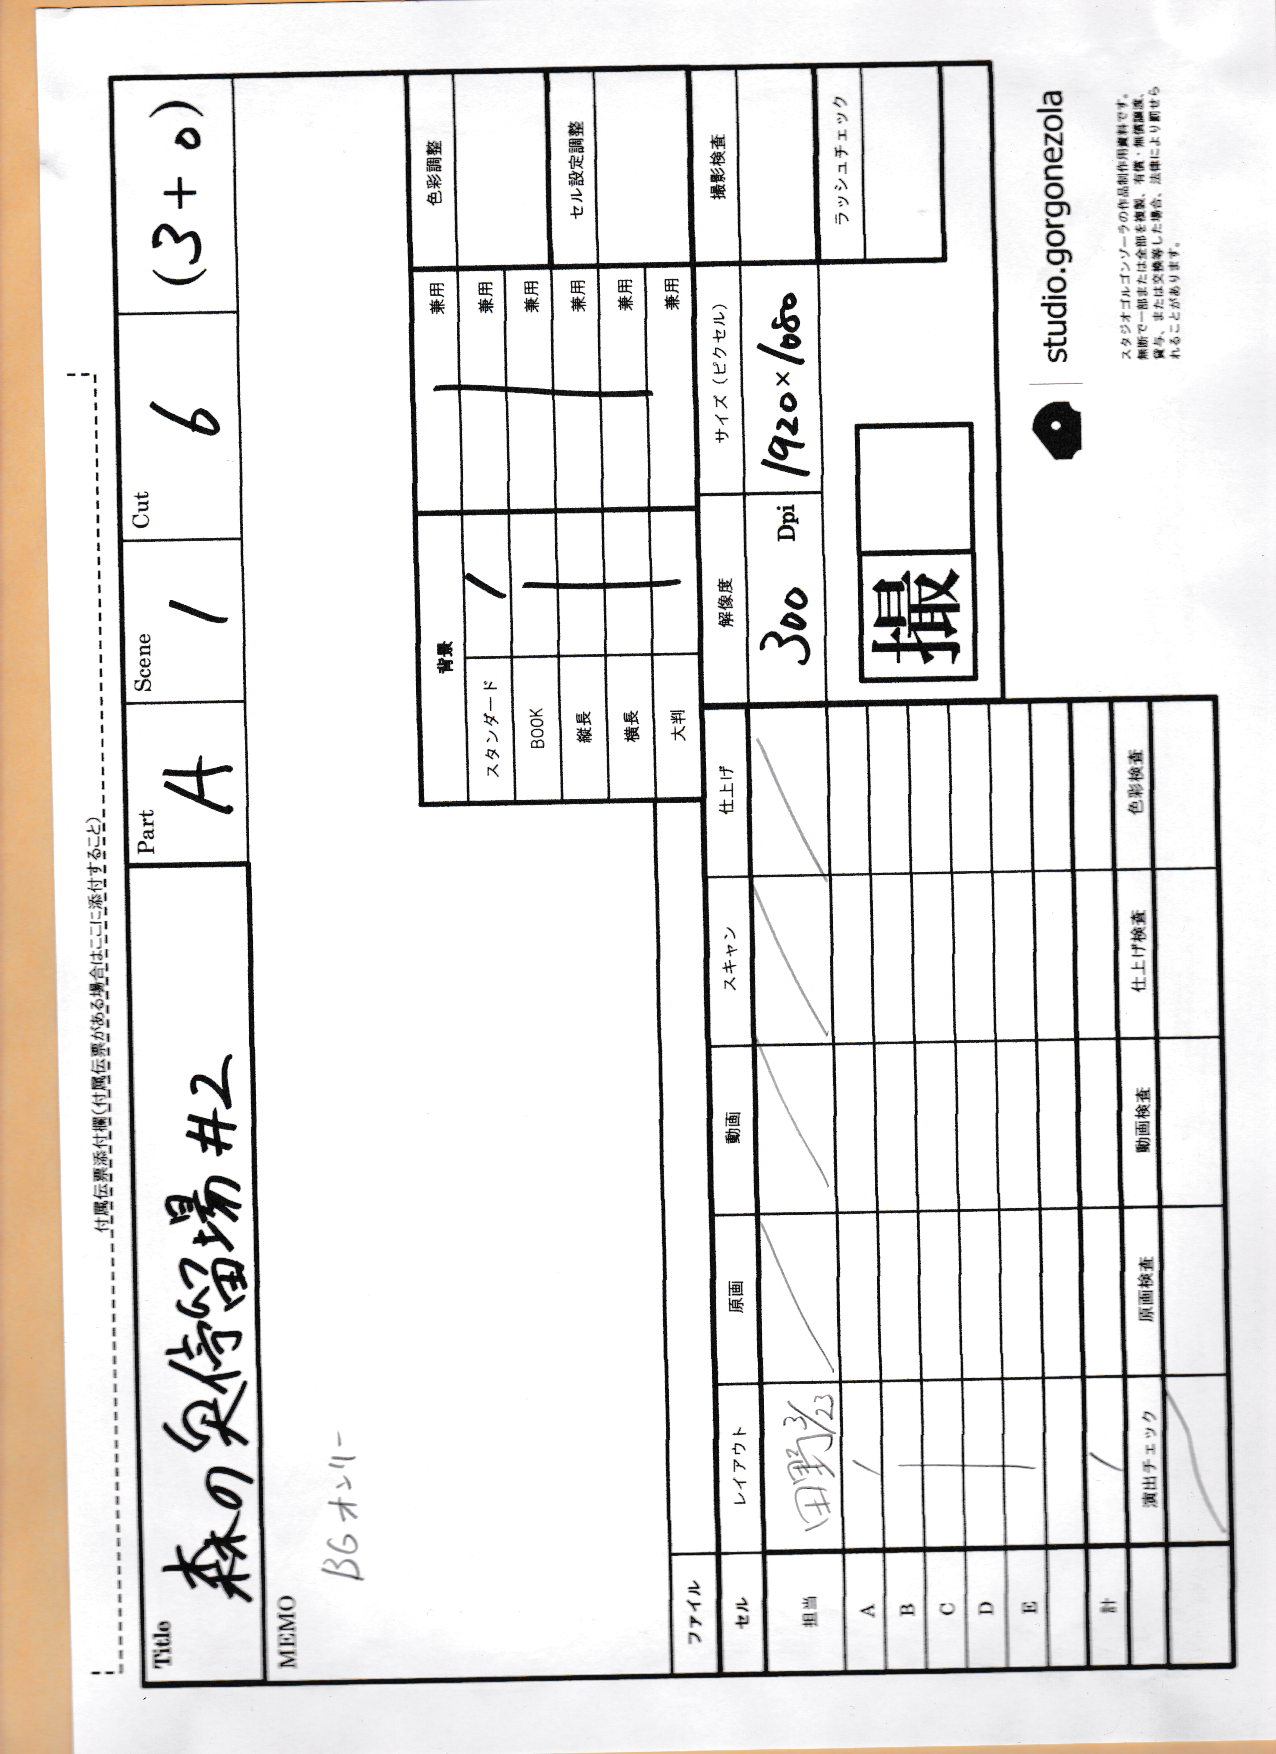 付属伝票添付欄(付属伝票がある場合はここに添付すること)
Title 森の奥停留場#2
Part A
Scene 1
Cut 6
(3+0)
MEMO
BGオンリー
背景
兼用
色彩調整
スタンダード 1 兼用
BOOK 兼用
縦長 兼用
セル設定調整
横長 兼用
大判 兼用
ファイル
解像度
サイズ(ピクセル)
撮影検査
セル レイアウト 原画 動画 スキャン 仕上げ
300 Dpi
1920×1080
担当 田野 3/23
ラッシュチェック
A 1
B
C
D
E
撮
計 1
演出チェック 原画検査 動画検査 仕上げ検査 色彩検査
studio.gorgonezola
スタジオゴルゴンゾーラの作品制作用資料です。
無断で一部または全部を複製、有償・無償譲渡、
貸与、または交換等した場合、法律により罰せら
れることがあります。